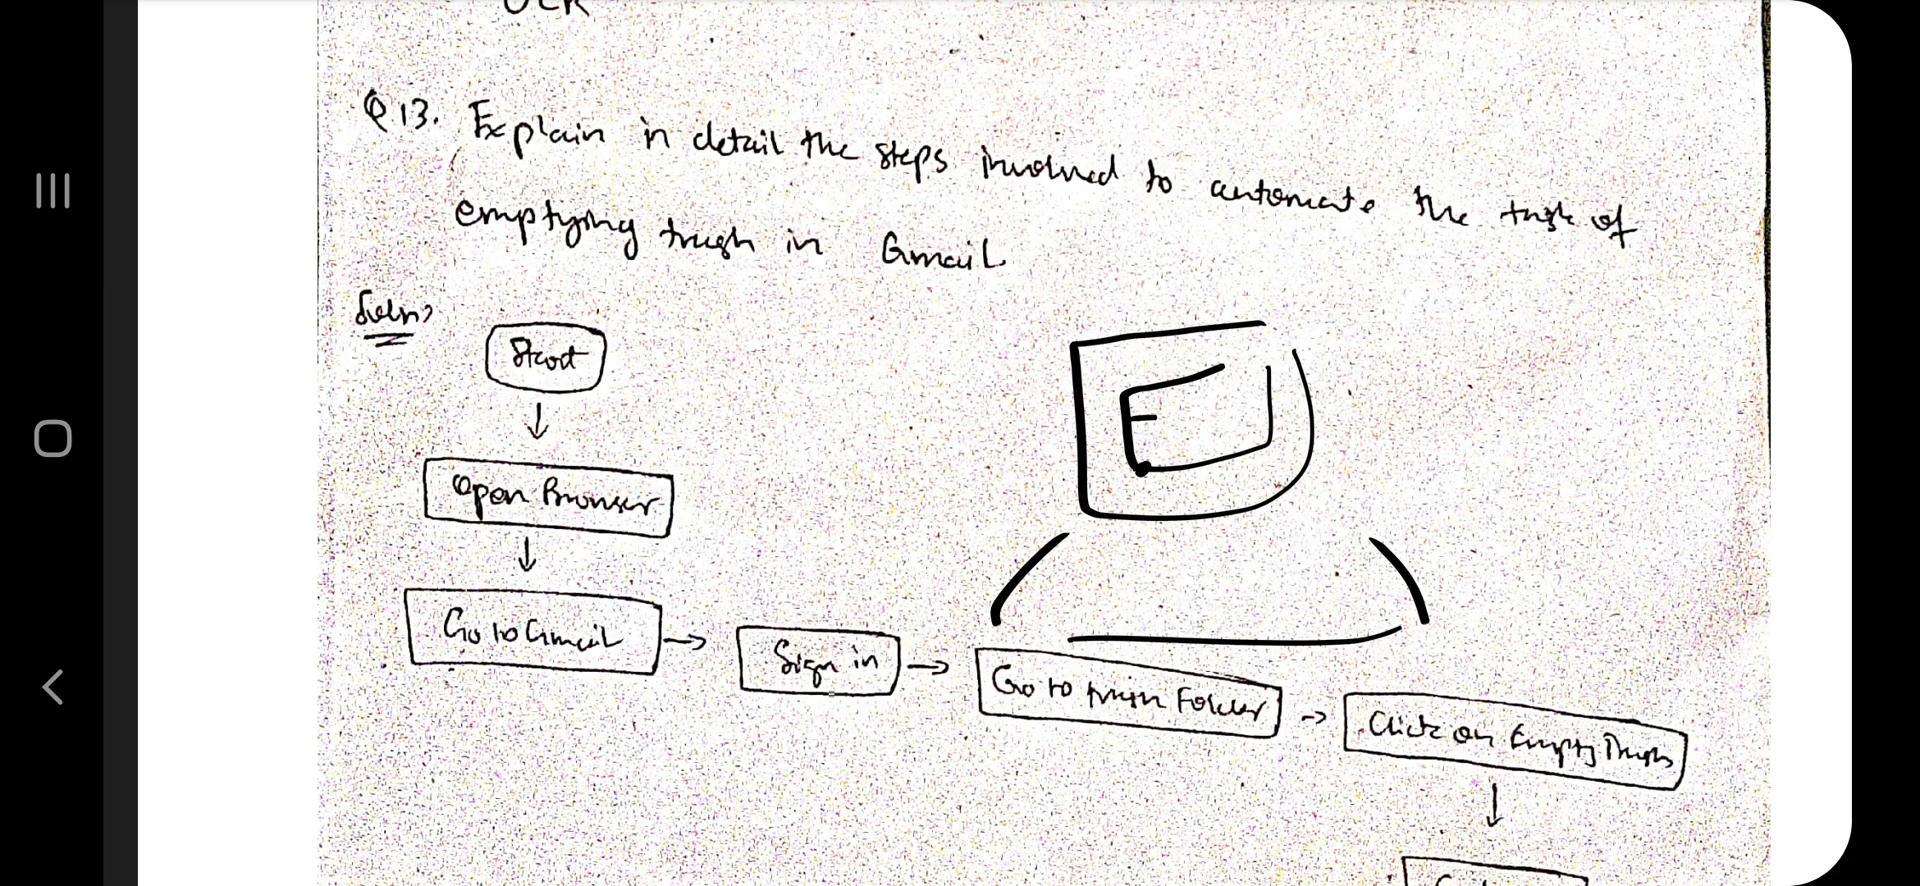 OCR
Q13. Explain in detail the steps involved to automate the task of
emptying trash in Gmail.
Soln:
Start
Open Browser
Go to Gmail
Sign in
Go to trash Folder
Click on Empty Trash
E